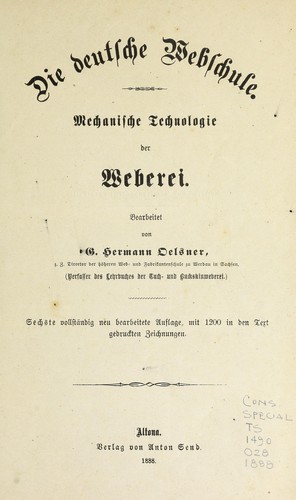 Die deutsche Webschule.
Mechanische Technologie
der
Weberei.
Bearbeitet
von
G. Hermann Oelsner,
z. Z. Director der höheren Web- und Fabrikantenschule zu Werdau in Sachsen.
(Verfasser des Lehrbuches der Tuch- und Buckskinweberei.)
Sechste vollständig neu bearbeitete Auflage, mit 1200 in den Text
gedruckten Zeichnungen.
Altona.
Verlag von Anton Send.
1888.
CONS.
SPECIAL
TS
1490
O28
1888